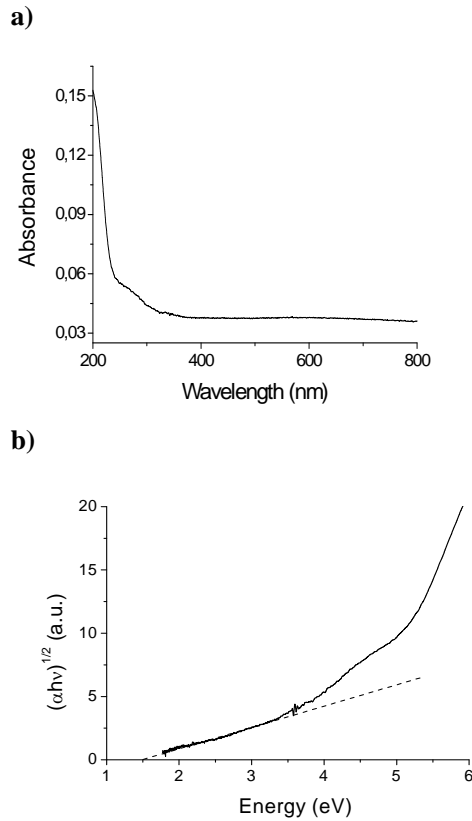 a)
0,15
0,12
0,09
0,06
0,03
Absorbance
200 400 600 800
Wavelength (nm)
b)
20
15
10
5
0
(αhν)1/2 (a.u.)
1 2 3 4 5 6
Energy (eV)